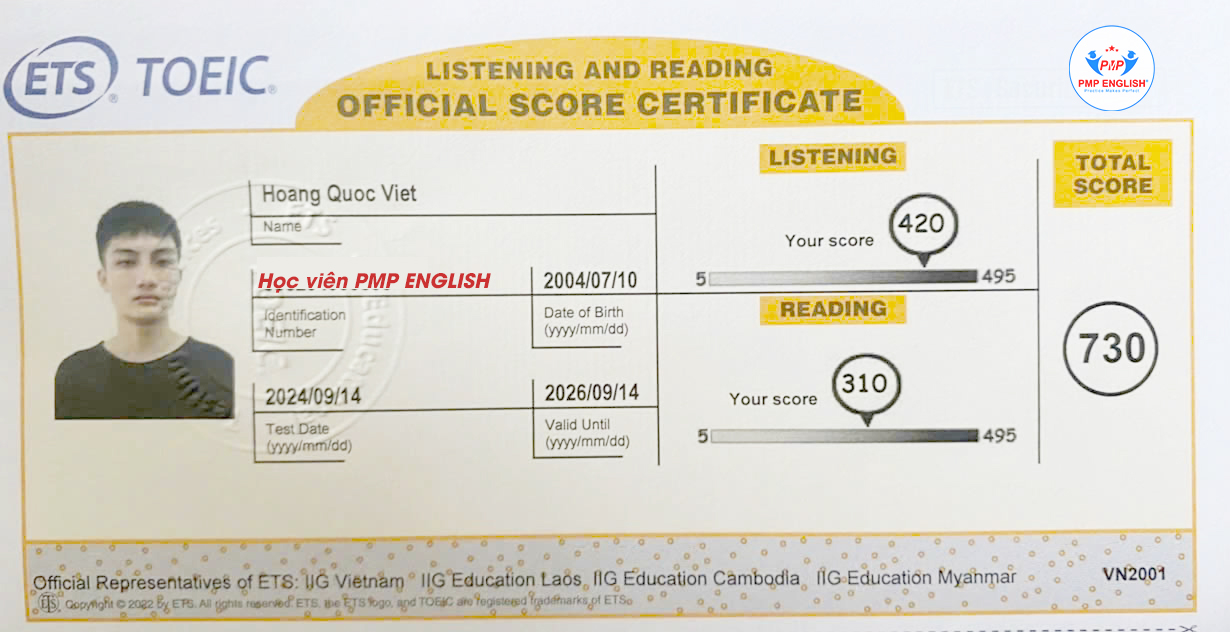 ETS® TOEIC®
LISTENING AND READING
OFFICIAL SCORE CERTIFICATE
PMP
PMP ENGLISH®
Practice Makes Perfect
Hoang Quoc Viet
Name
Học viên PMP ENGLISH
Identification
Number
2004/07/10
Date of Birth
(yyyy/mm/dd)
2024/09/14
Test Date
(yyyy/mm/dd)
2026/09/14
Valid Until
(yyyy/mm/dd)
LISTENING
Your score
420
5
495
READING
Your score
310
5
495
TOTAL
SCORE
730
Official Representatives of ETS: IIG Vietnam IIG Education Laos IIG Education Cambodia IIG Education Myanmar
VN2001
Copyright © 2022 by ETS. All rights reserved. ETS, the ETS logo, and TOEIC are registered trademarks of ETS.